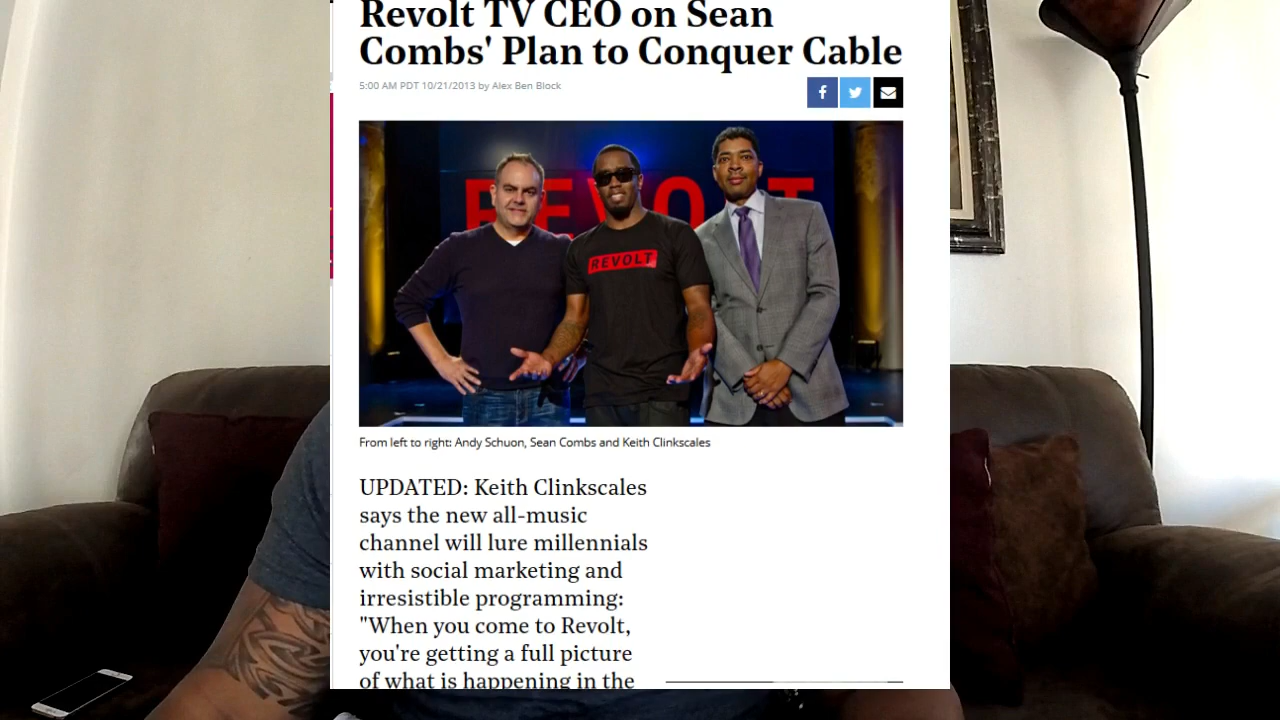 Revolt TV CEO on Sean
Combs' Plan to Conquer Cable
5:00 AM PDT 10/21/2013 by Alex Ben Block
REVOLT
REVOLT
From left to right: Andy Schuon, Sean Combs and Keith Clinkscales
UPDATED: Keith Clinkscales
says the new all-music
channel will lure millennials
with social marketing and
irresistible programming:
"When you come to Revolt,
you're getting a full picture
of what is happening in the